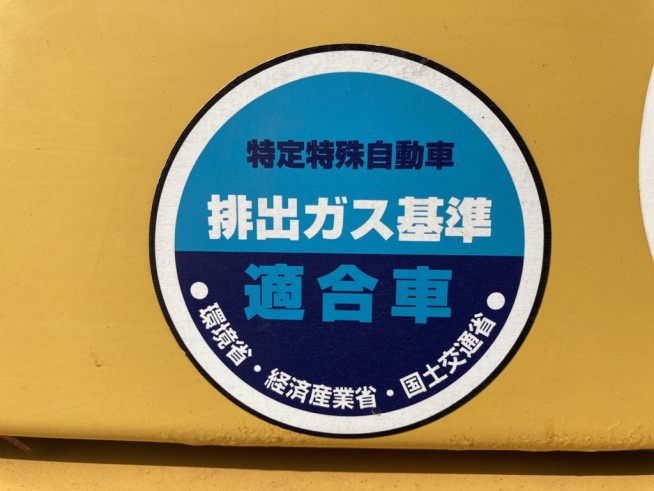 特定特殊自動車
排出ガス基準
適合車
・環境省・経済産業省・国土交通省・